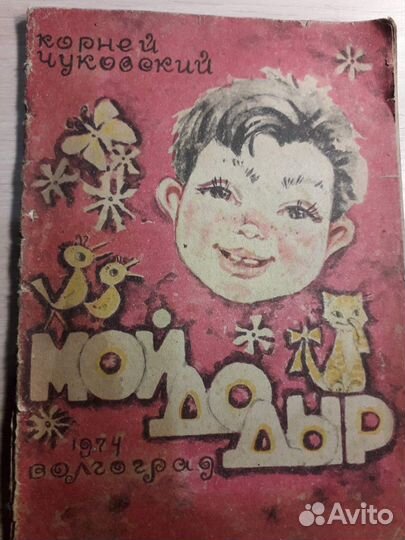 корней
чуковский
МОЙДОДЫР
1974
волгоград
Avito